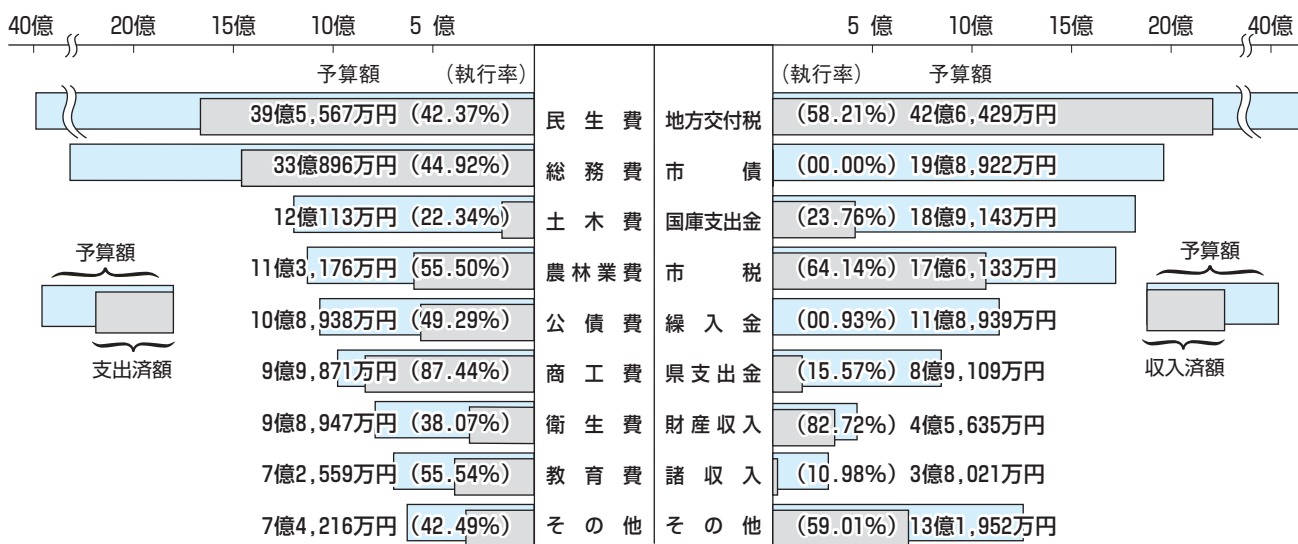 40億 20億 15億 10億 5 億 5 億 10億 15億 20億 40億
予算額 (執行率) (執行率) 予算額
39億5,567万円 (42.37%) 民生費 地方交付税 (58.21%) 42億6,429万円
33億896万円 (44.92%) 総務費 市債 (00.00%) 19億8,922万円
12億113万円 (22.34%) 土木費 国庫支出金 (23.76%) 18億9,143万円
11億3,176万円 (55.50%) 農林業費 市税 (64.14%) 17億6,133万円
10億8,938万円 (49.29%) 公債費 繰入金 (00.93%) 11億8,939万円
9億9,871万円 (87.44%) 商工費 県支出金 (15.57%) 8億9,109万円
9億8,947万円 (38.07%) 衛生費 財産収入 (82.72%) 4億5,635万円
7億2,559万円 (55.54%) 教育費 諸収入 (10.98%) 3億8,021万円
7億4,216万円 (42.49%) その他 その他 (59.01%) 13億1,952万円
予算額
支出済額
予算額
収入済額